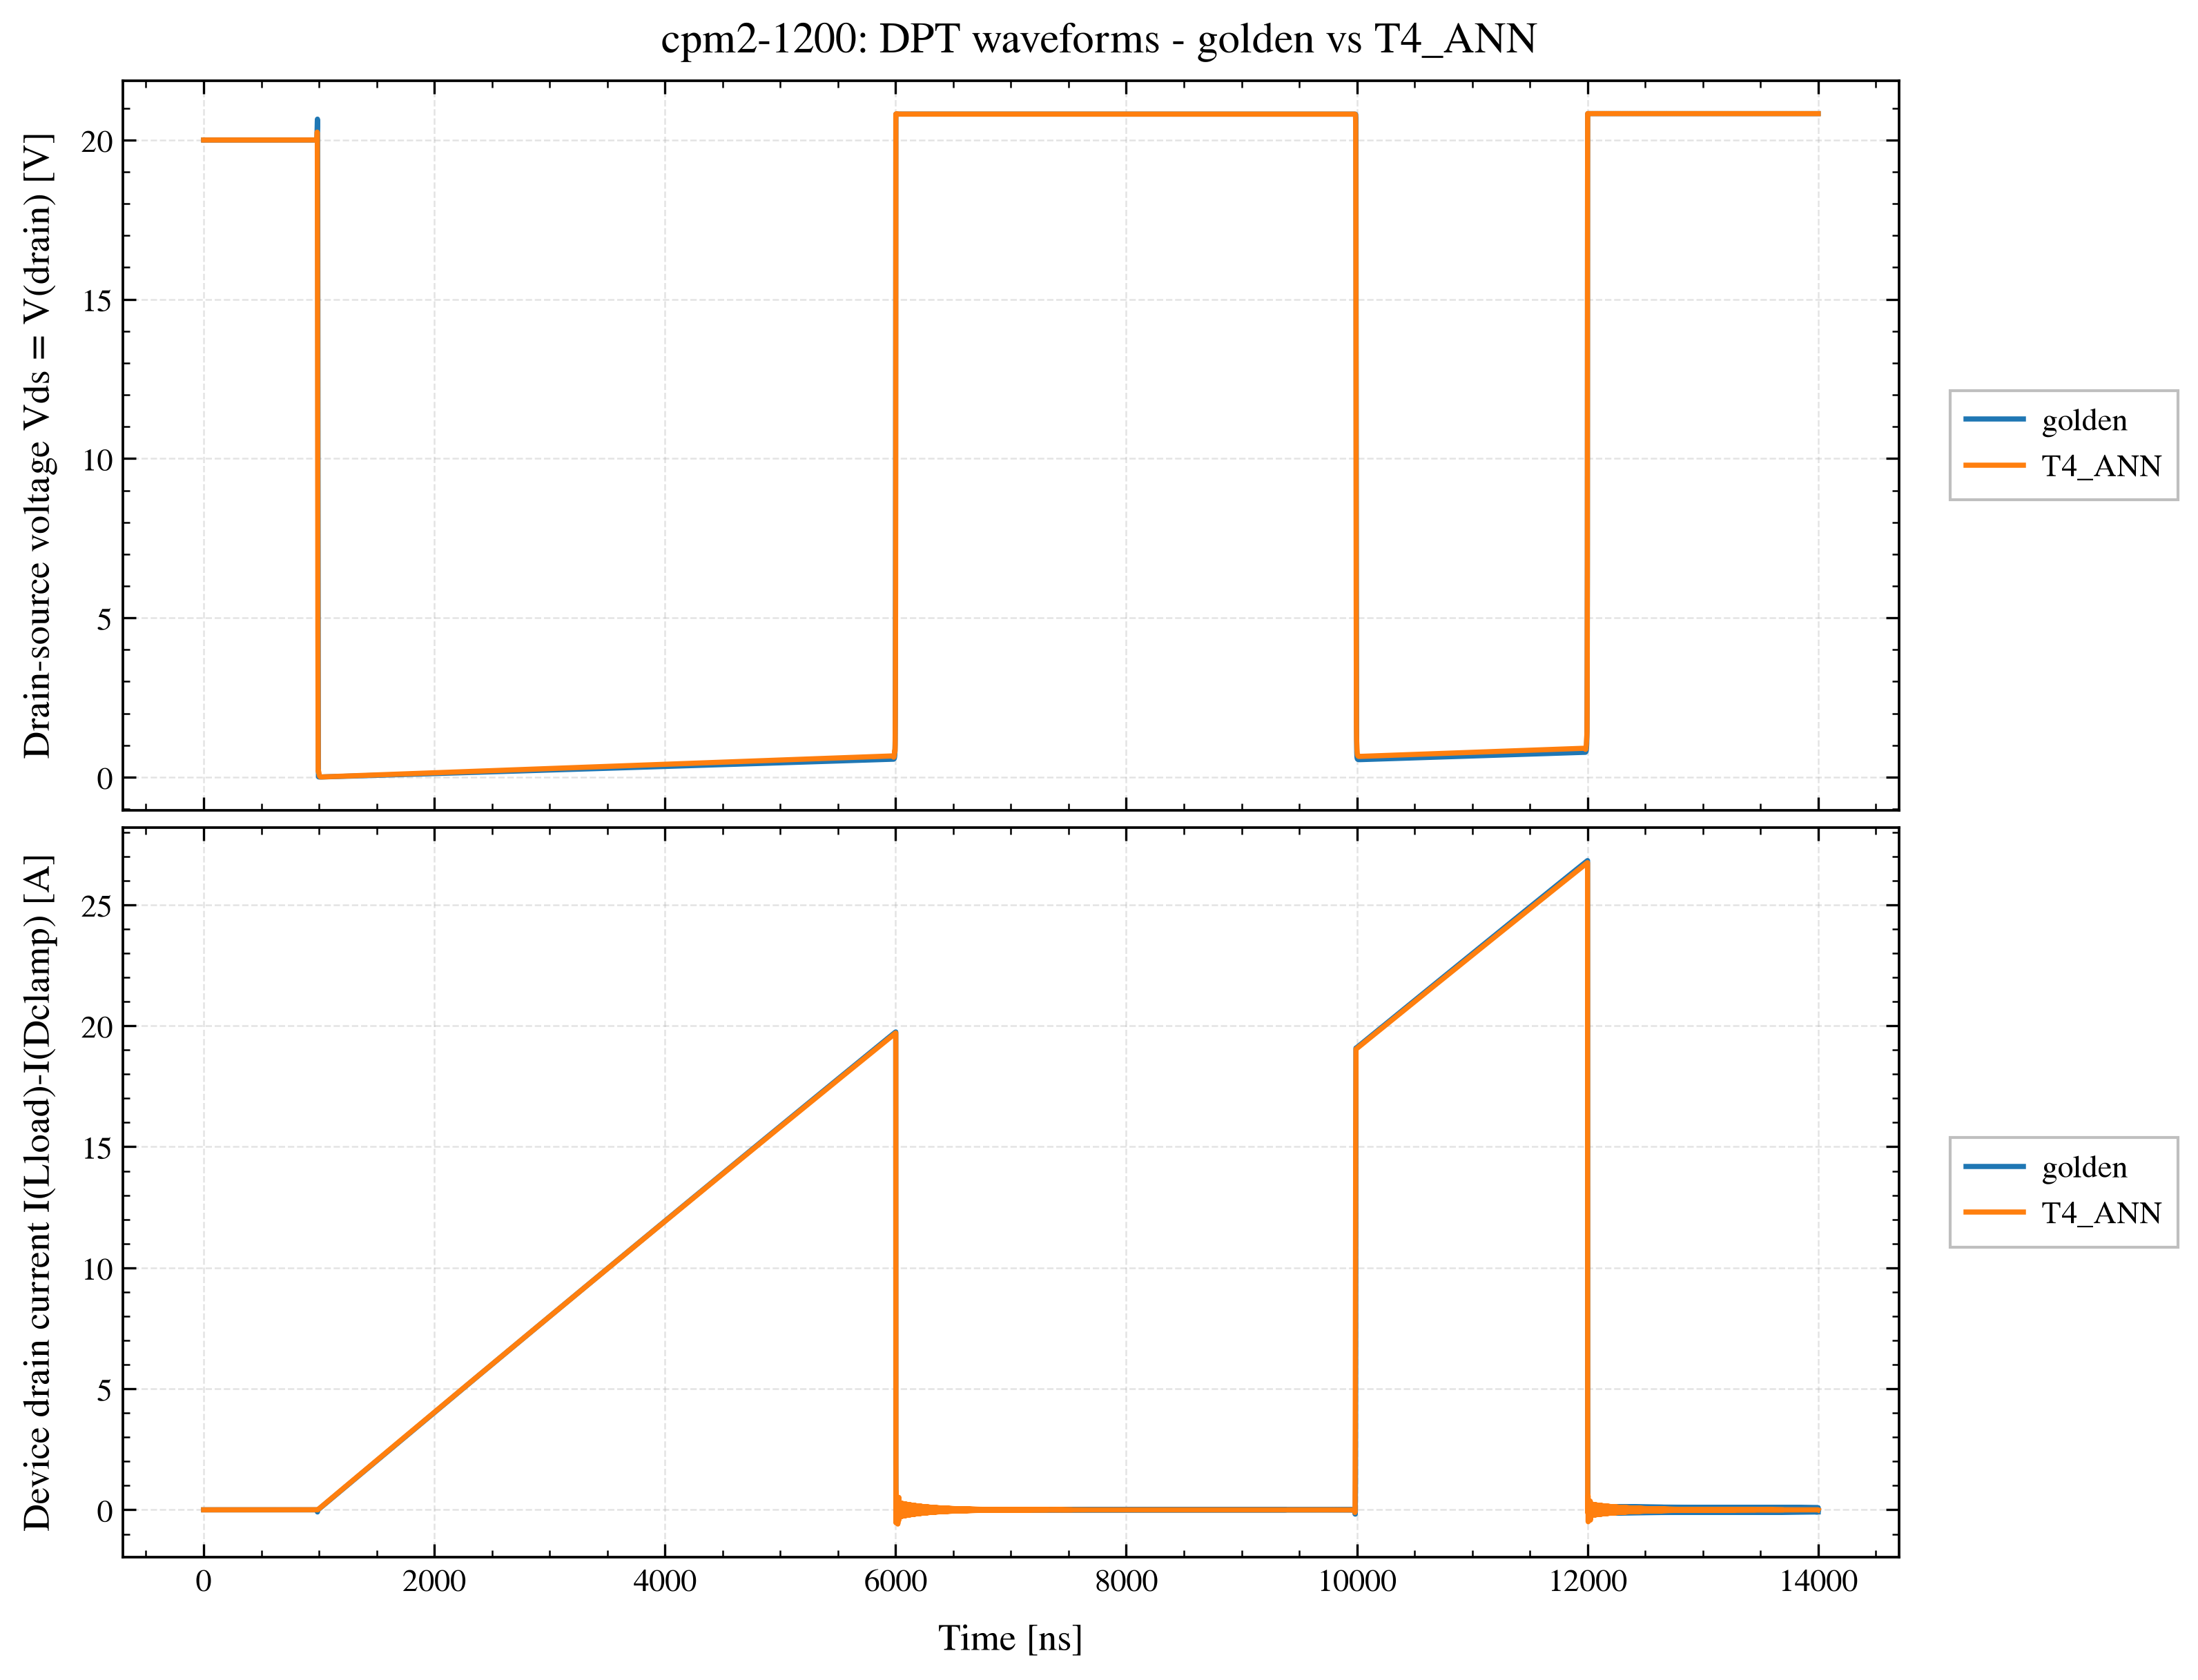 cpm2-1200: DPT waveforms - golden vs T4_ANN
Drain-source voltage Vds = V(drain) [V]
20
15
10
5
0
golden
T4_ANN
Device drain current I(Lload)-I(Dclamp) [A]
25
20
15
10
5
0
golden
T4_ANN
0 2000 4000 6000 8000 10000 12000 14000
Time [ns]